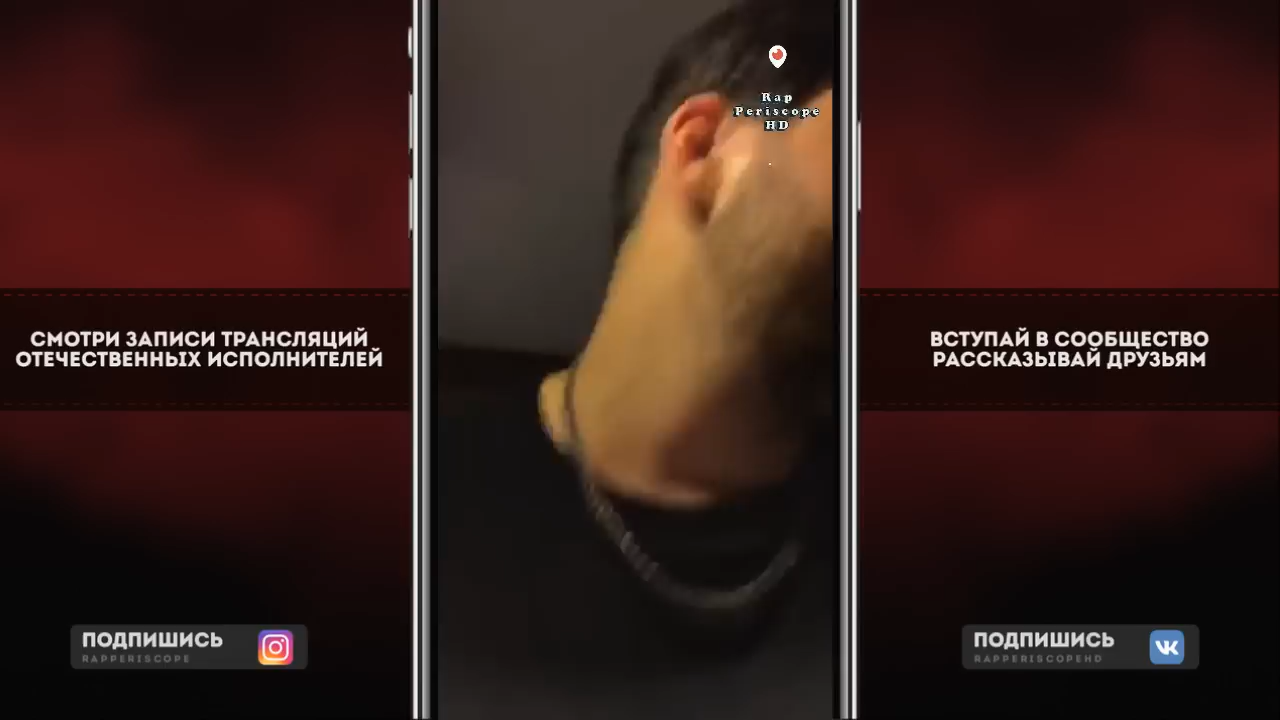 Rap
Periscope
HD
СМОТРИ ЗАПИСИ ТРАНСЛЯЦИЙ
ОТЕЧЕСТВЕННЫХ ИСПОЛНИТЕЛЕЙ
ВСТУПАЙ В СООБЩЕСТВО
РАССКАЗЫВАЙ ДРУЗЬЯМ
ПОДПИШИСЬ
RAPPERISCOPE
ПОДПИШИСЬ
RAPPERISCOPEHD